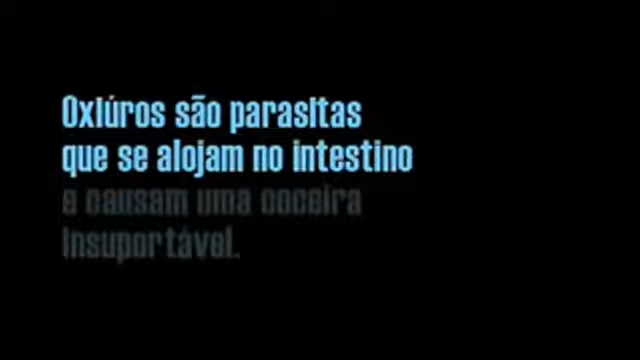 Oxiúros são parasitas
que se alojam no intestino
e causam uma coceira
insuportável.